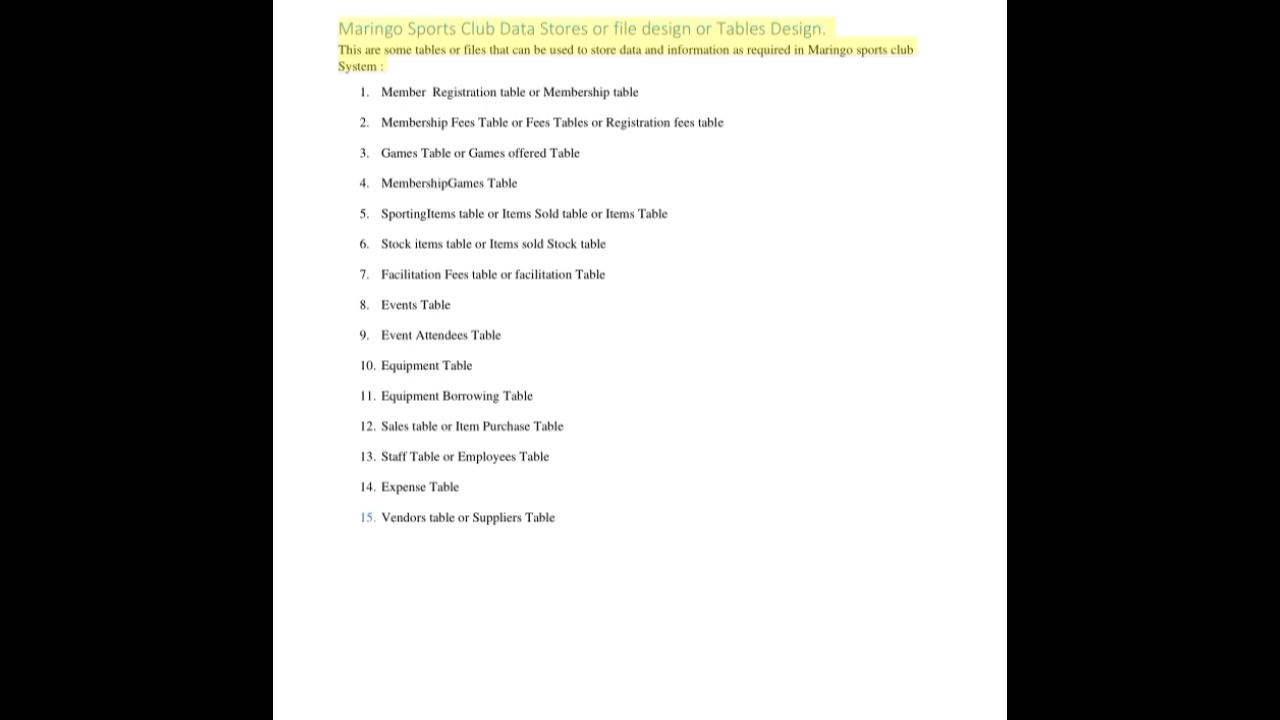 Maringo Sports Club Data Stores or file design or Tables Design.
This are some tables or files that can be used to store data and information as required in Maringo sports club
System :
1. Member Registration table or Membership table
2. Membership Fees Table or Fees Tables or Registration fees table
3. Games Table or Games offered Table
4. MembershipGames Table
5. SportingItems table or Items Sold table or Items Table
6. Stock items table or Items sold Stock table
7. Facilitation Fees table or facilitation Table
8. Events Table
9. Event Attendees Table
10. Equipment Table
11. Equipment Borrowing Table
12. Sales table or Item Purchase Table
13. Staff Table or Employees Table
14. Expense Table
15. Vendors table or Suppliers Table